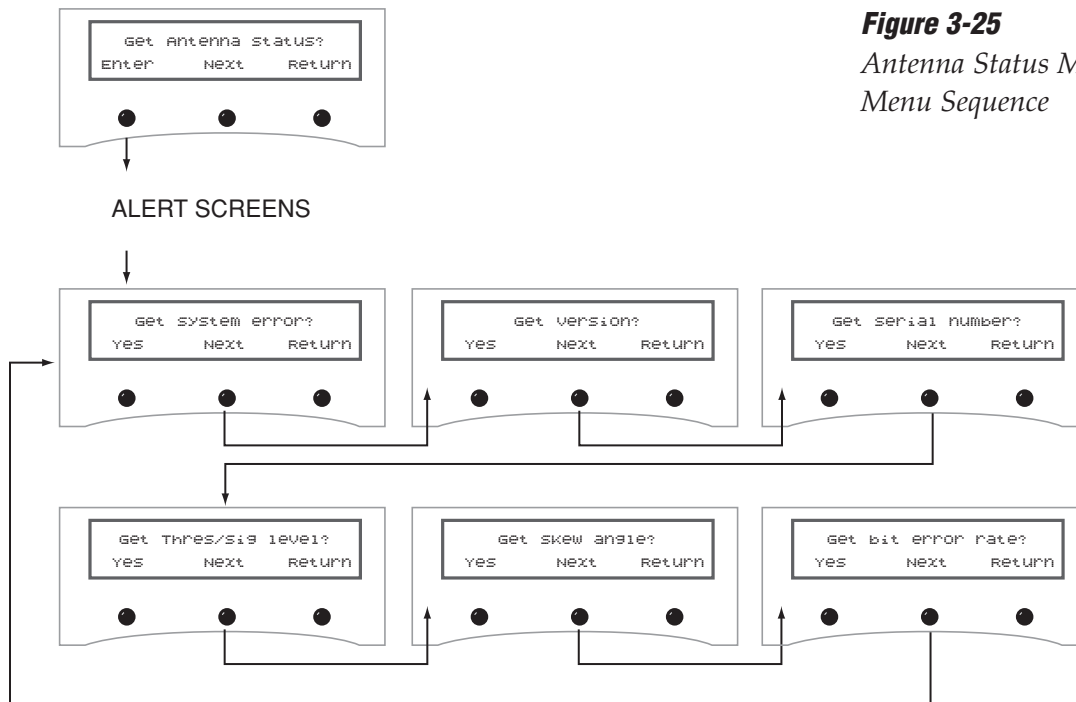 Figure 3-25
Antenna Status
Menu Sequence
Get Antenna status?
Enter Next Return
ALERT SCREENS
Get system error?
Yes Next Return
Get Version?
Yes Next Return
Get serial number?
Yes Next Return
Get Thres/Sig level?
Yes Next Return
Get skew angle?
Yes Next Return
Get bit error rate?
Yes Next Return